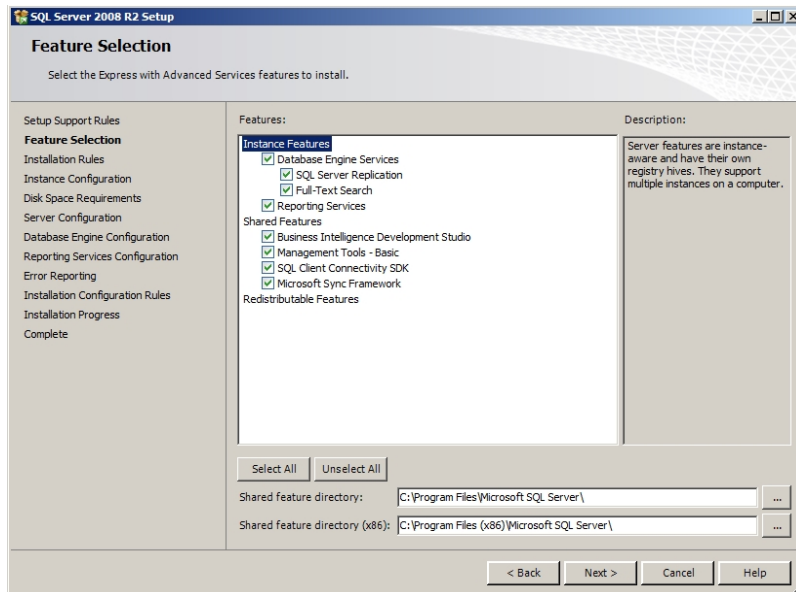 SQL Server 2008 R2 Setup
Feature Selection
Select the Express with Advanced Services features to install.
Setup Support Rules
Feature Selection
Installation Rules
Instance Configuration
Disk Space Requirements
Server Configuration
Database Engine Configuration
Reporting Services Configuration
Error Reporting
Installation Configuration Rules
Installation Progress
Complete
Features:
Instance Features
Database Engine Services
SQL Server Replication
Full-Text Search
Reporting Services
Shared Features
Business Intelligence Development Studio
Management Tools - Basic
SQL Client Connectivity SDK
Microsoft Sync Framework
Redistributable Features
Description:
Server features are instance-
aware and have their own
registry hives. They support
multiple instances on a computer.
Select All
Unselect All
Shared feature directory: C:\Program Files\Microsoft SQL Server\ ...
Shared feature directory (x86): C:\Program Files (x86)\Microsoft SQL Server\ ...
< Back
Next >
Cancel
Help